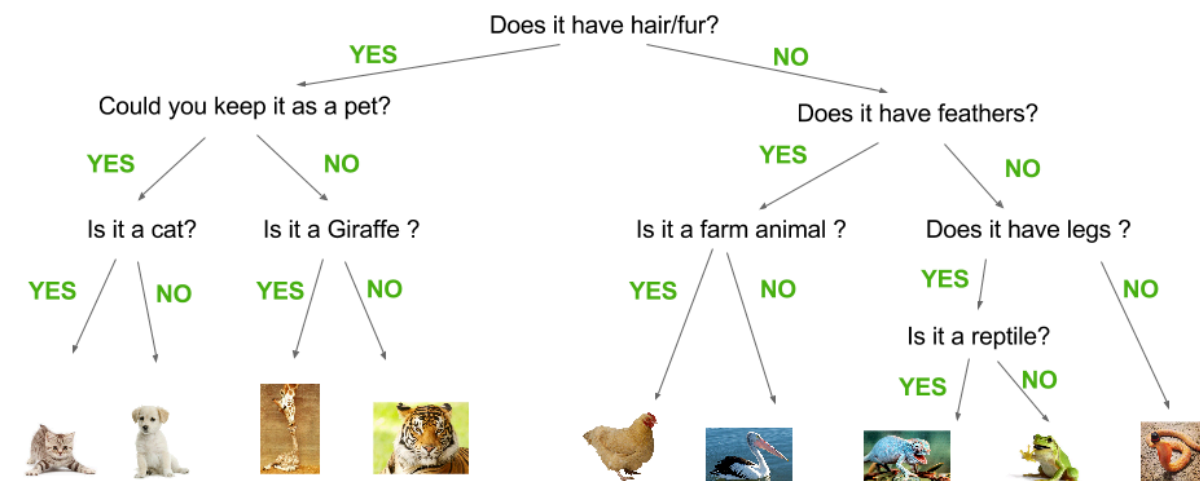 Does it have hair/fur?
YES
NO
Could you keep it as a pet?
Does it have feathers?
YES
NO
YES
NO
Is it a cat?
Is it a Giraffe ?
Is it a farm animal ?
Does it have legs ?
YES
NO
YES
NO
YES
NO
YES
NO
Is it a reptile?
YES
NO